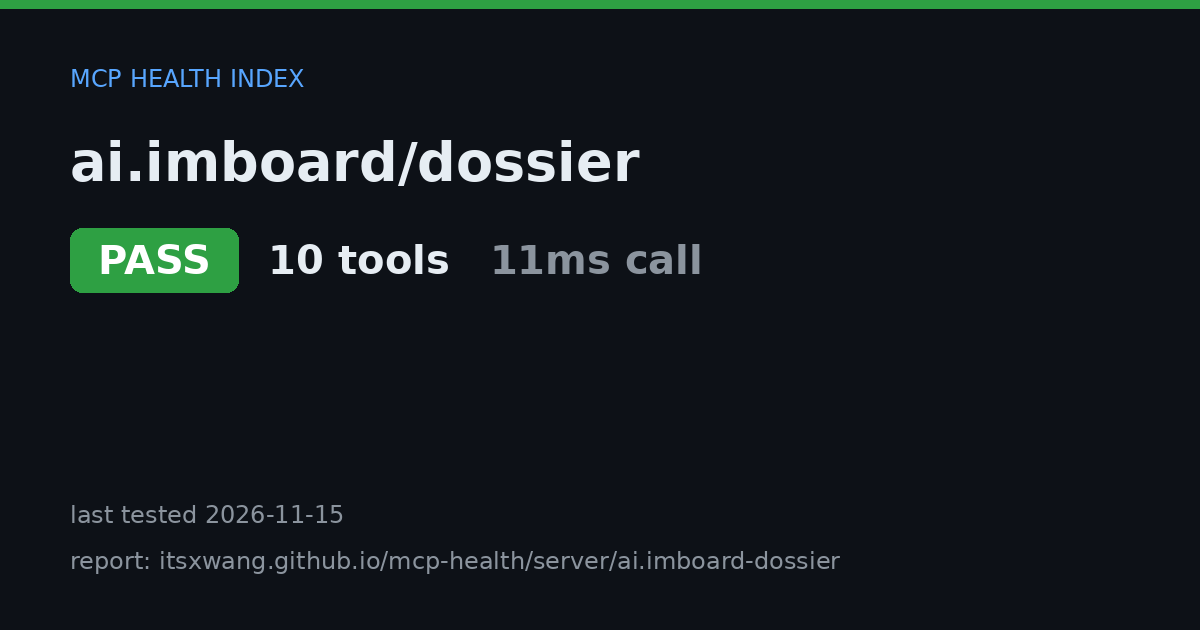 MCP HEALTH INDEX
ai.imboard/dossier
PASS 10 tools 11ms call
last tested 2026-11-15
report: itsxwang.github.io/mcp-health/server/ai.imboard-dossier